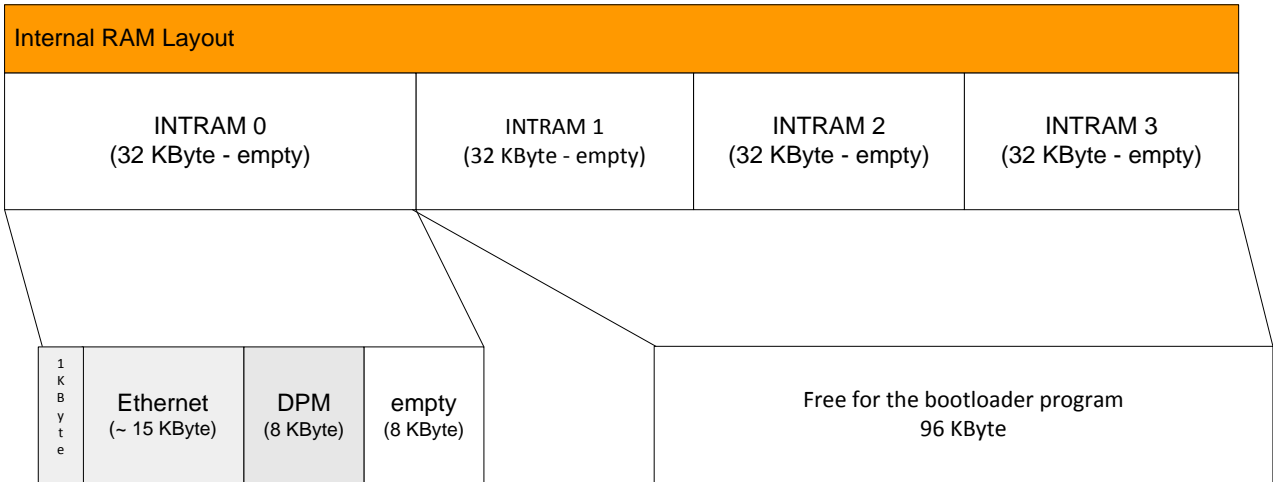 Internal RAM Layout
INTRAM 0
(32 KByte - empty)
INTRAM 1
(32 KByte - empty)
INTRAM 2
(32 KByte - empty)
INTRAM 3
(32 KByte - empty)
1
K
B
y
t
e
Ethernet
(~ 15 KByte)
DPM
(8 KByte)
empty
(8 KByte)
Free for the bootloader program
96 KByte